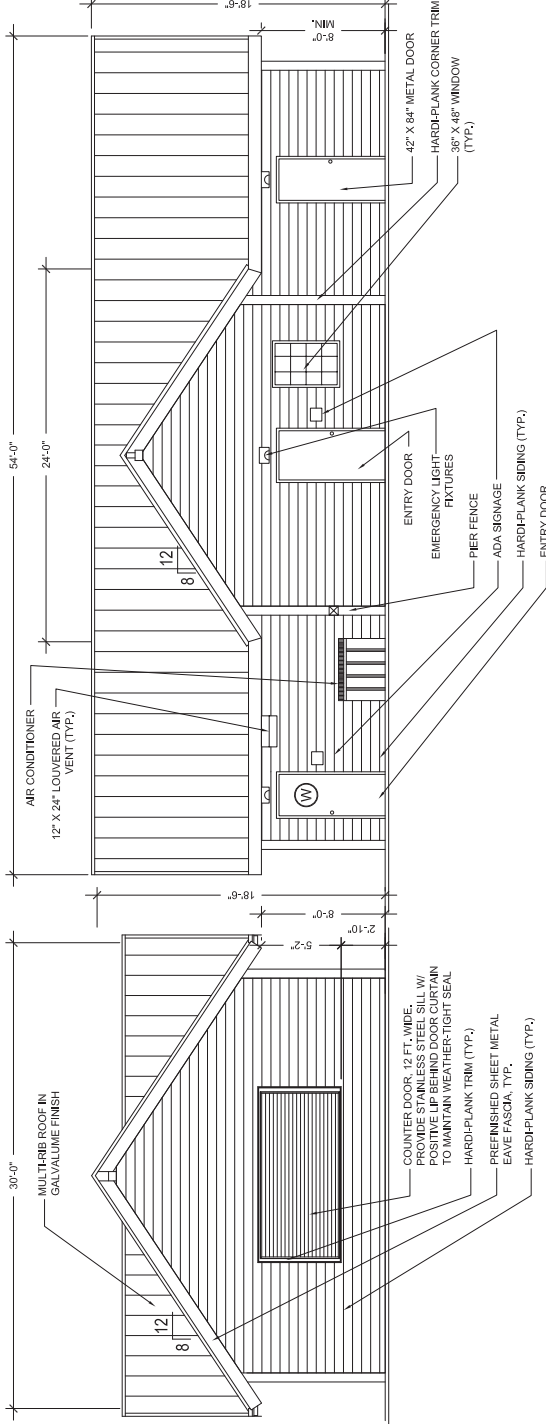 30'-0"
MULTI-RIB ROOF IN
GALVALUME FINISH
12
8
18'-6"
8'-0"
5'-2"
2'-10"
COUNTER DOOR, 12 FT. WIDE.
PROVIDE STAINLESS STEEL SILL W/
POSITIVE LIP BEHIND DOOR CURTAIN
TO MAINTAIN WEATHER-TIGHT SEAL
HARDI-PLANK TRIM (TYP.)
PREFINISHED SHEET METAL
EAVE FASCIA, TYP.
HARDI-PLANK SIDING (TYP.)
54'-0"
24'-0"
AIR CONDITIONER
12" X 24" LOUVERED AIR
VENT (TYP.)
12
8
18'-6"
8'-0"
MIN.
W
42" X 84" METAL DOOR
HARDI-PLANK CORNER TRIM
36" X 48" WINDOW
(TYP.)
ENTRY DOOR
EMERGENCY LIGHT
FIXTURES
PIER FENCE
ADA SIGNAGE
HARDI-PLANK SIDING (TYP.)
ENTRY DOOR